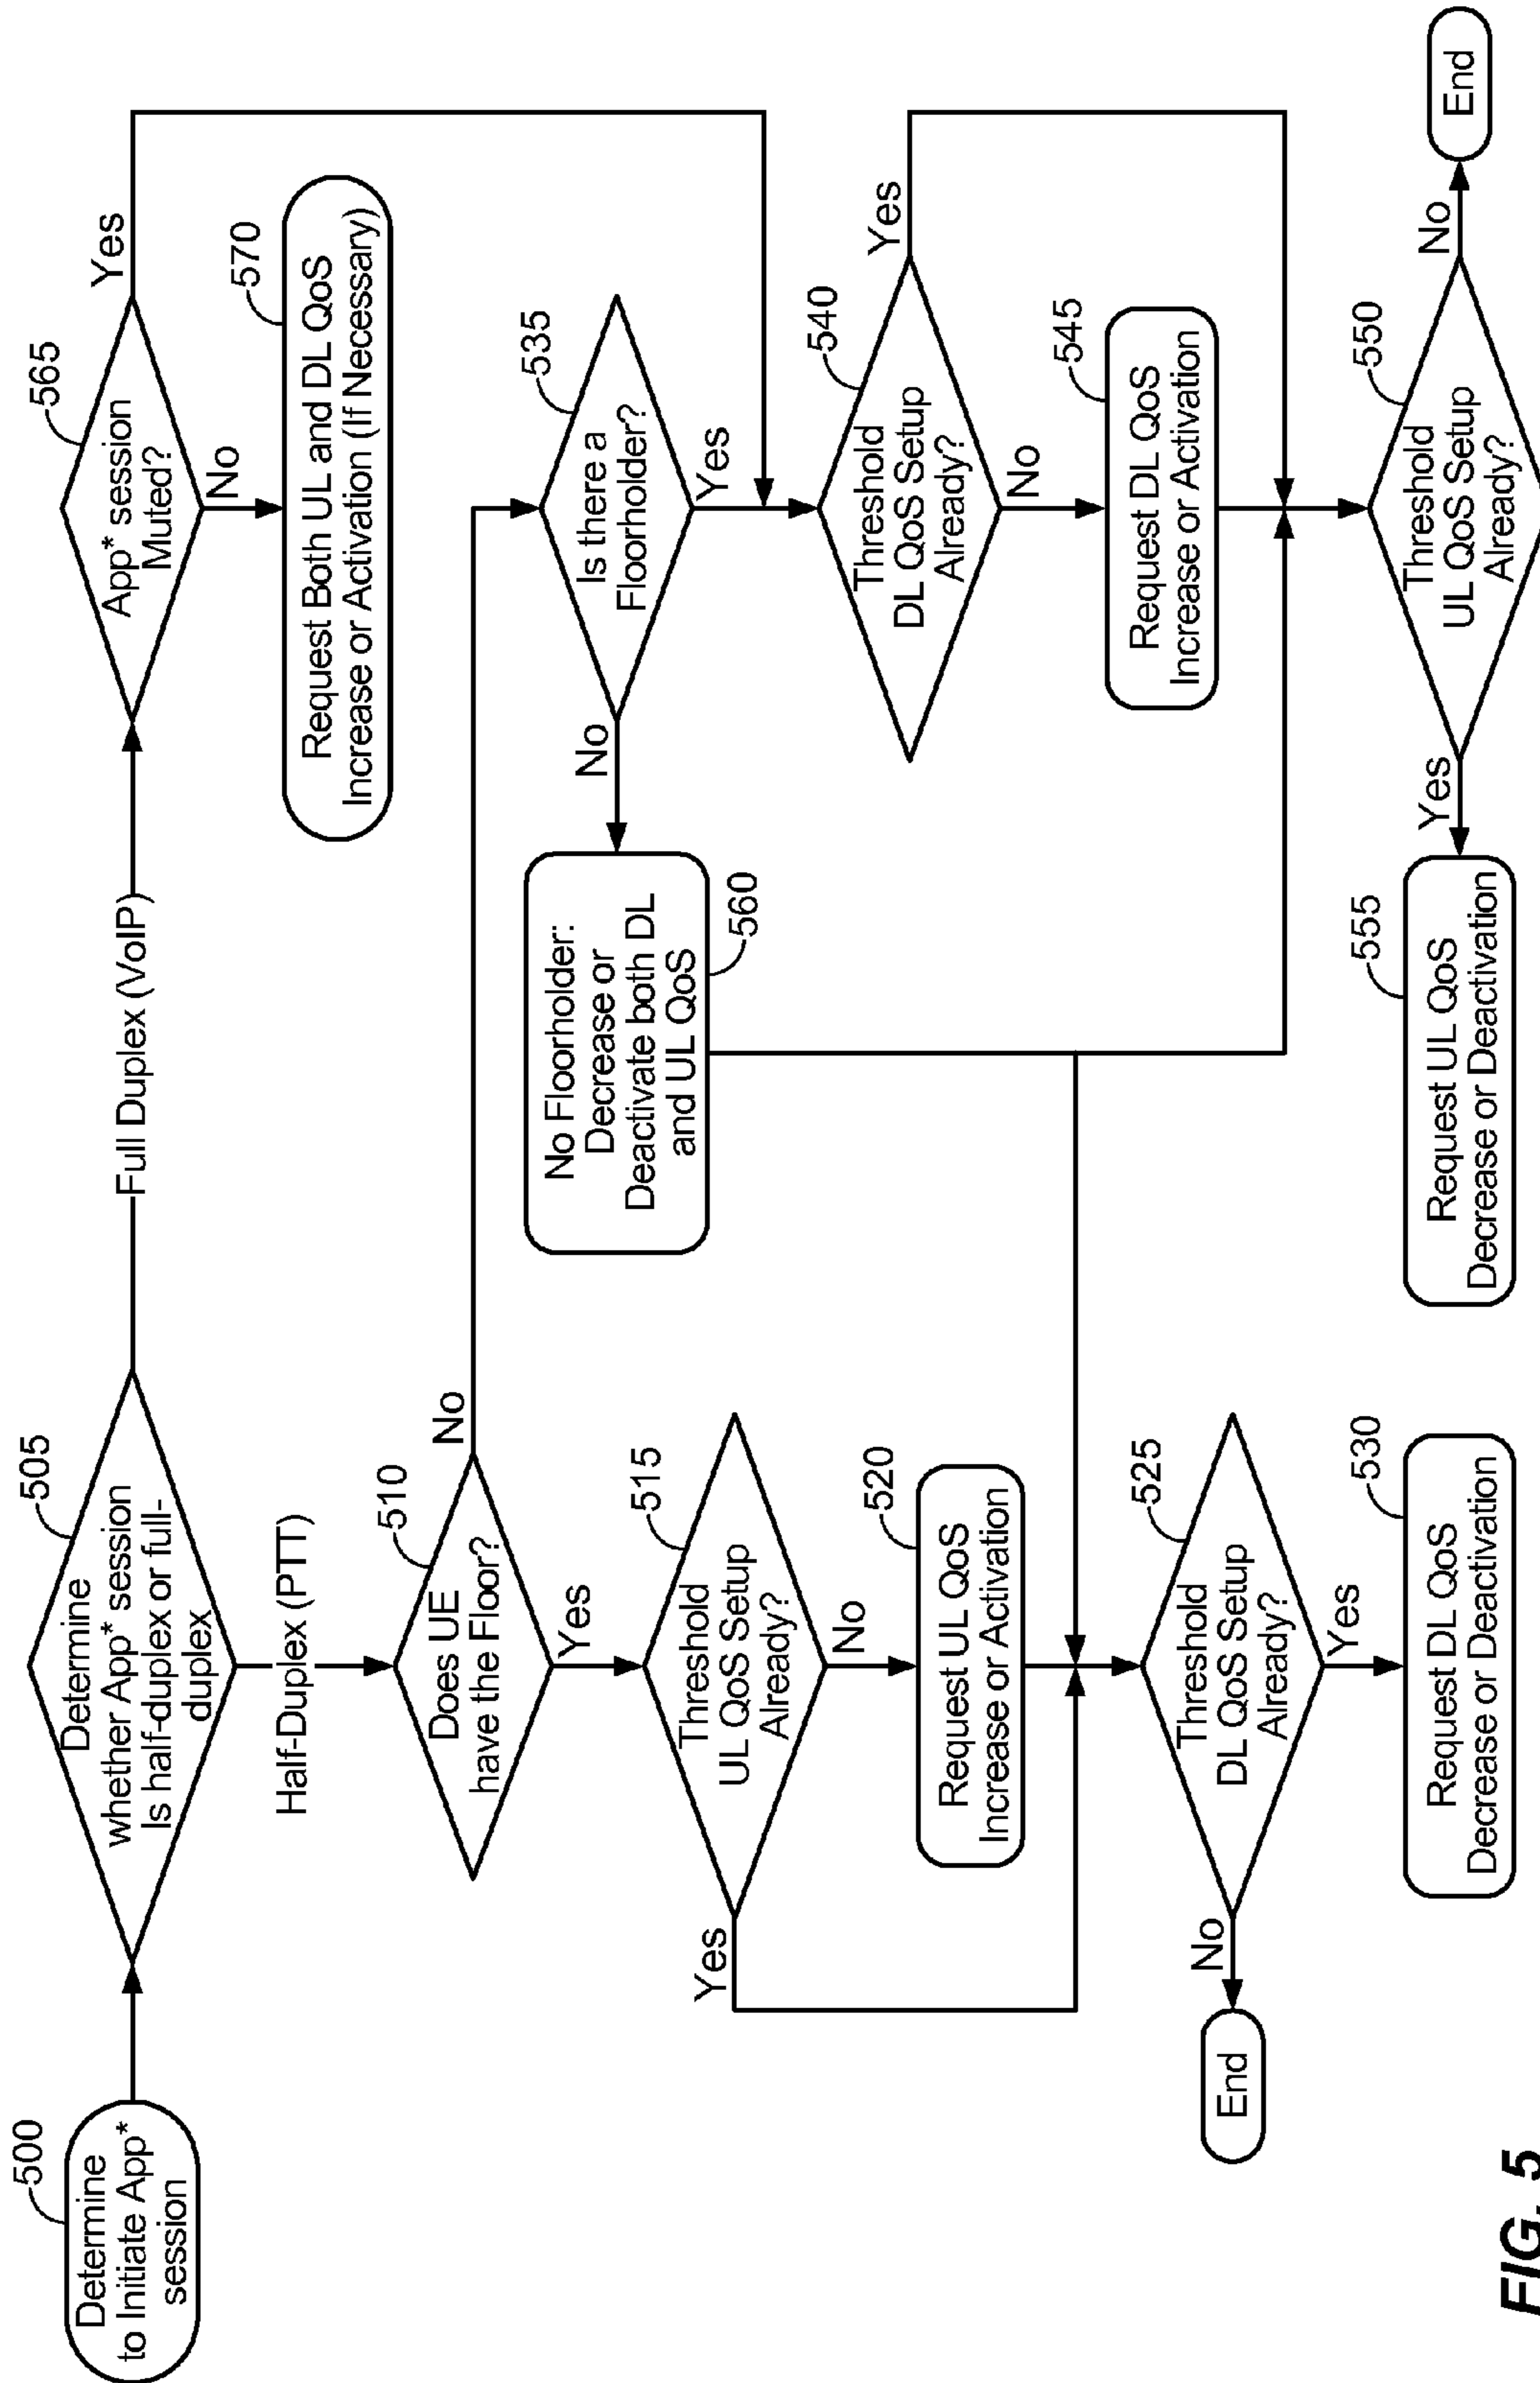 500
Determine
to Initiate App*
session
505
Determine
whether App* session
Is half-duplex or full-
duplex
Full Duplex (VoIP)
Half-Duplex (PTT)
565
App* session
Muted?
Yes
No
570
Request Both UL and DL QoS
Increase or Activation (If Necessary)
510
Does UE
have the Floor?
No
Yes
535
Is there a
Floorholder?
No
Yes
No Floorholder:
Decrease or
Deactivate both DL
and UL QoS
560
515
Threshold
UL QoS Setup
Already?
Yes
No
540
Threshold
DL QoS Setup
Already?
Yes
No
520
Request UL QoS
Increase or Activation
545
Request DL QoS
Increase or Activation
525
Threshold
DL QoS Setup
Already?
No
Yes
End
530
Request DL QoS
Decrease or Deactivation
550
Threshold
UL QoS Setup
Already?
Yes
No
End
555
Request UL QoS
Decrease or Deactivation
FIG. 5